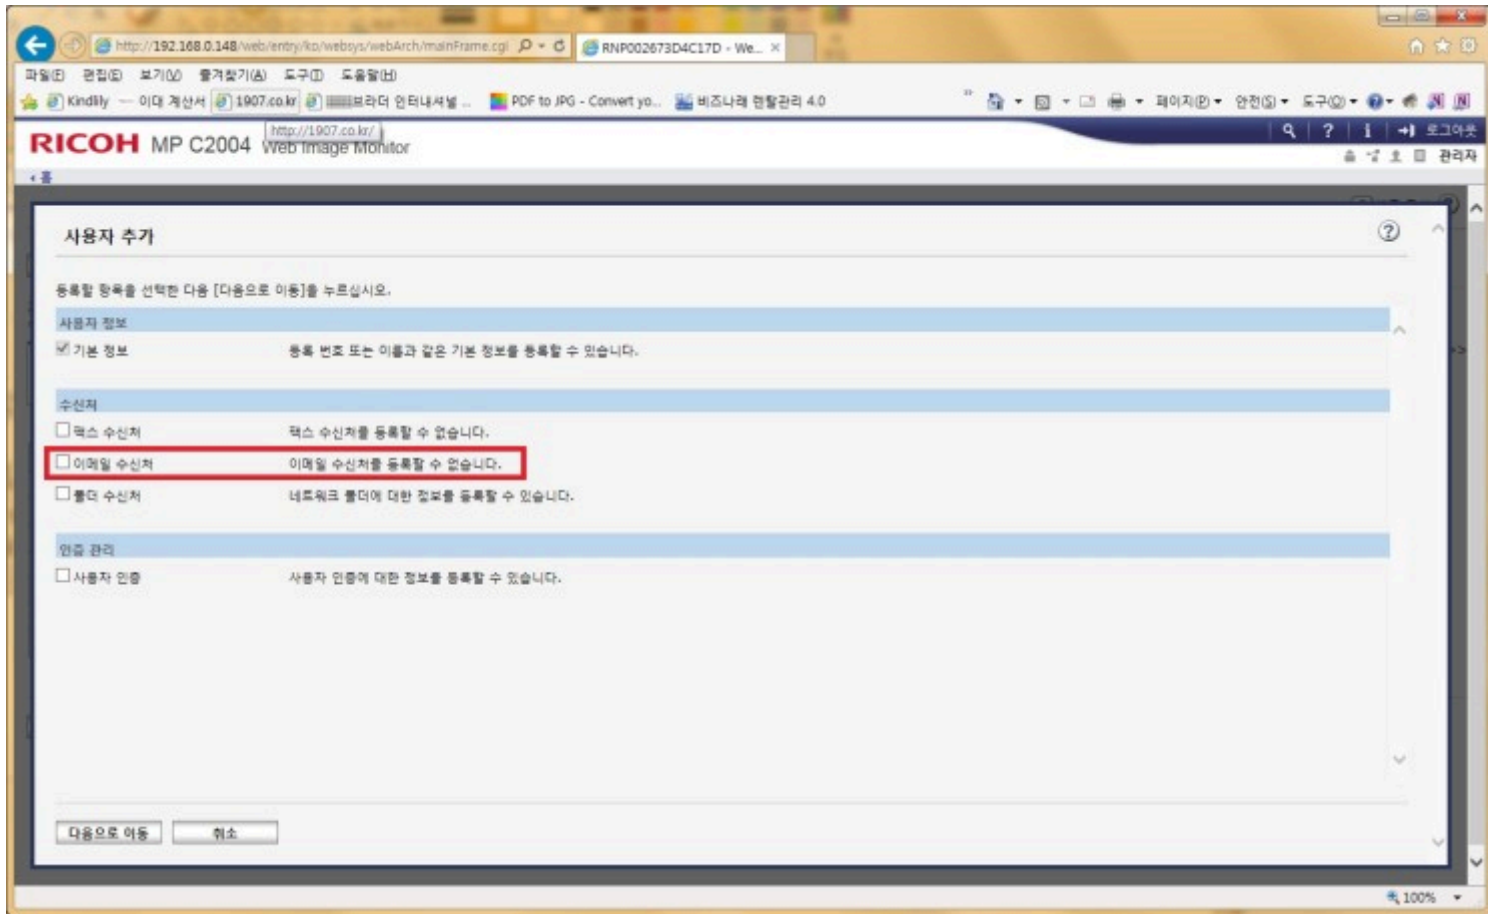 http://192.168.0.148/web/entry/ko/websys/webArch/mainFrame.cgi
RNP002673D4C17D - We...
파일(F) 편집(E) 보기(V) 즐겨찾기(A) 도구(T) 도움말(H)
Kindlily — 이대 계산서 1907.co.kr 브라더 인터내셔널 ... PDF to JPG - Convert yo... 비즈니래 렌탈관리 4.0 페이지(P) 안전(S) 도구(O)
http://1907.co.kr/
RICOH MP C2004 Web Image Monitor
로그아웃
관리자
홈
사용자 추가
등록할 항목을 선택한 다음 [다음으로 이동]을 누르십시오.
사용자 정보
기본 정보 등록 번호 또는 이름과 같은 기본 정보를 등록할 수 있습니다.
수신처
팩스 수신처 팩스 수신처를 등록할 수 없습니다.
이메일 수신처 이메일 수신처를 등록할 수 없습니다.
폴더 수신처 네트워크 폴더에 대한 정보를 등록할 수 있습니다.
인증 관리
사용자 인증 사용자 인증에 대한 정보를 등록할 수 있습니다.
다음으로 이동 취소
100%